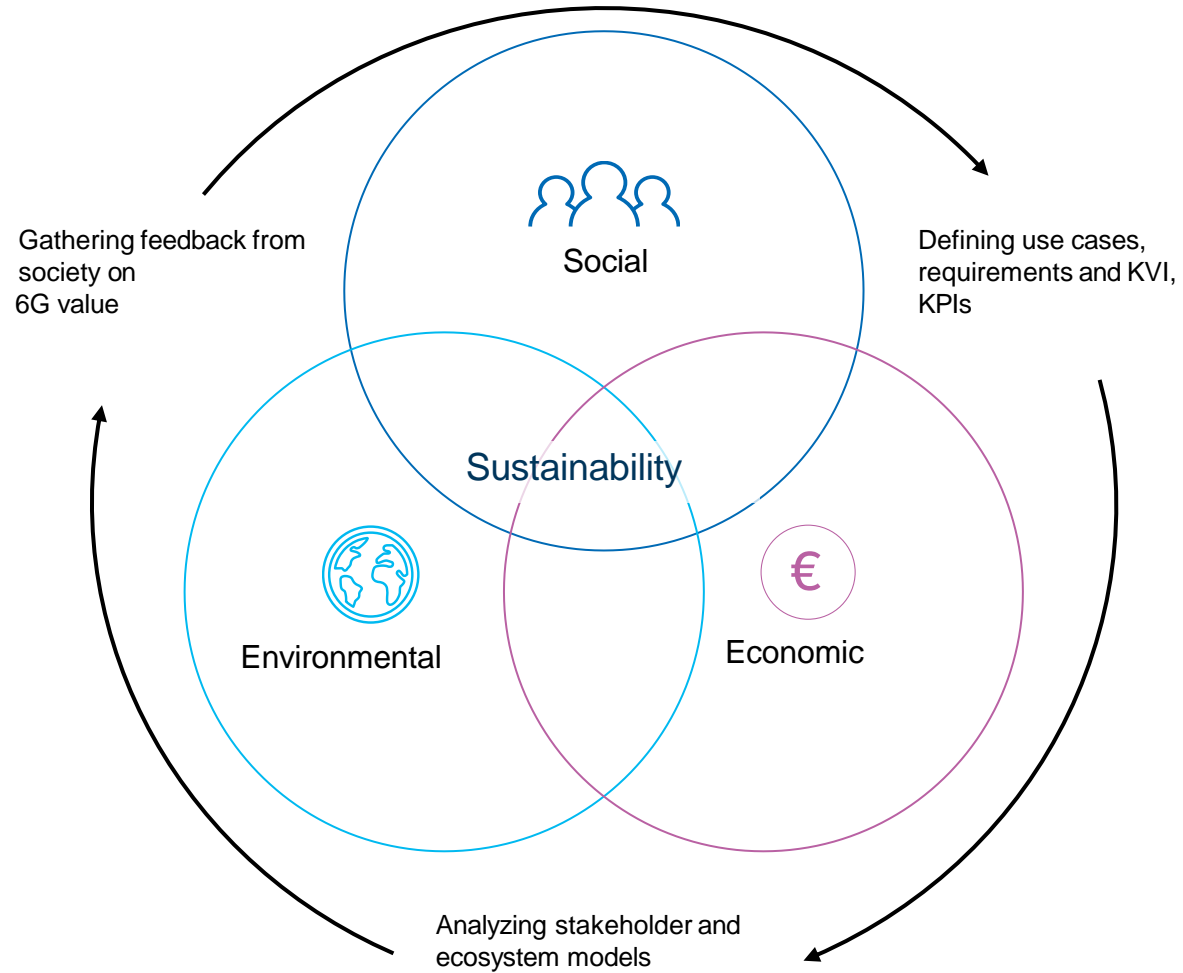 Social
Gathering feedback from
society on
6G value
Defining use cases,
requirements and KVI,
KPIs
Sustainability
Environmental
€
Economic
Analyzing stakeholder and
ecosystem models